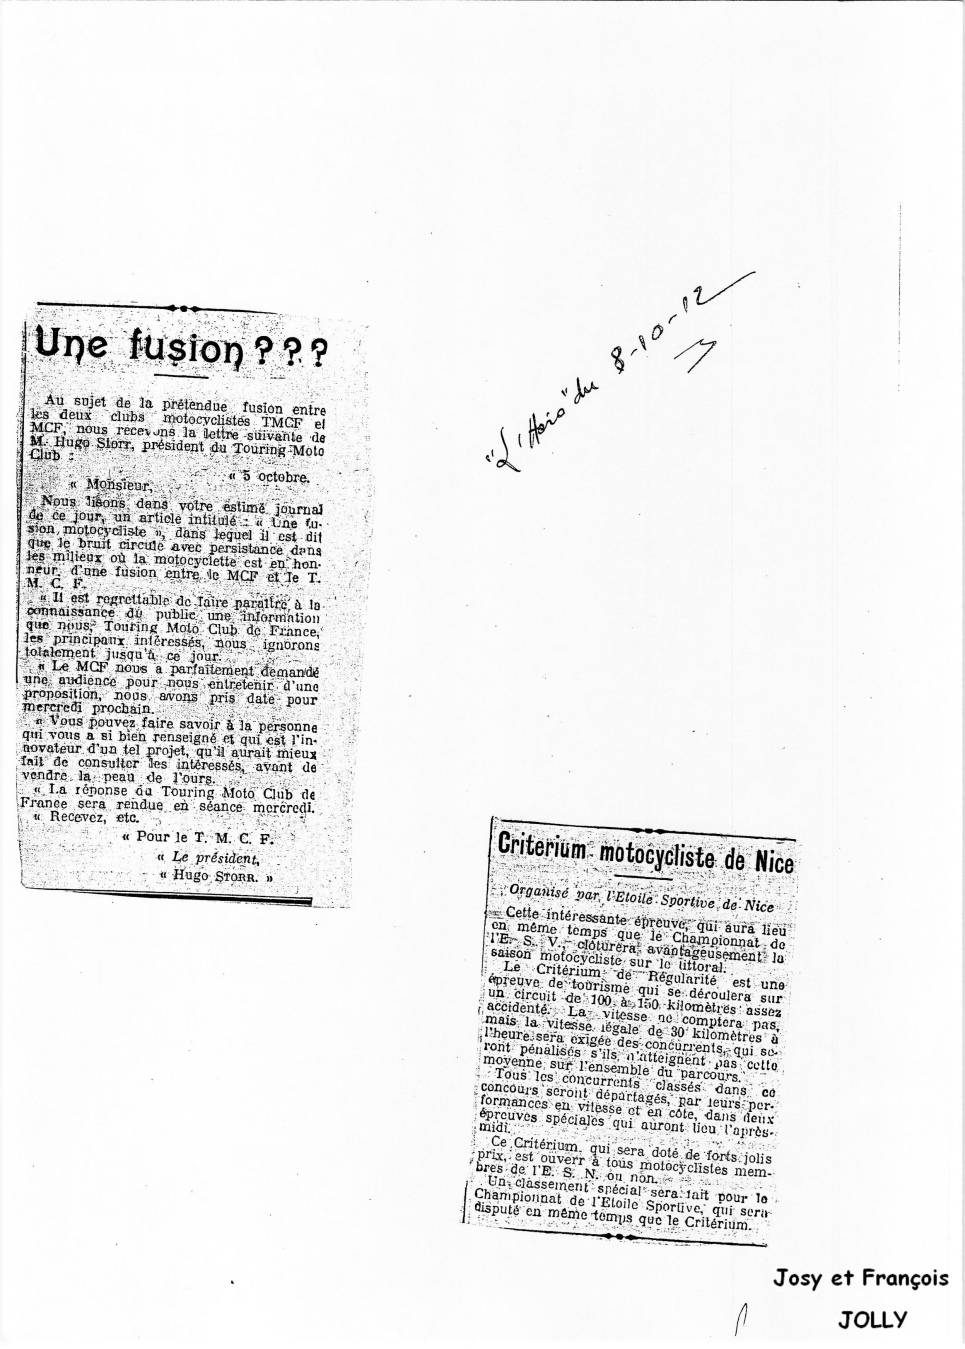 Une fusion ? ? ?
Au sujet de la prétendue fusion entre
les deux clubs motocyclistes TMCF et
MCF, nous recevons la lettre suivante de
M. Hugo Storr, président du Touring-Moto
Club :
« 5 octobre.
« Monsieur,
Nous lisons dans votre estimé journal
de ce jour, un article intitulé : « Une fu-
sion motocycliste », dans lequel il est dit
que le bruit circule avec persistance dans
les milieux où la motocyclette est en hon-
neur, d'une fusion entre le MCF et le T.
M. C. F.
« Il est regrettable de faire paraître à la
connaissance du public une information
que nous, Touring Moto Club de France,
les principaux intéressés, nous ignorons
totalement jusqu'à ce jour.
« Le MCF nous a parfaitement demandé
une audience pour nous entretenir d'une
proposition, nous avons pris date pour
mercredi prochain.
« Vous pouvez faire savoir à la personne
qui vous a si bien renseigné et qui est l'in-
novateur d'un tel projet, qu'il aurait mieux
fait de consulter les intéressés, avant de
vendre la peau de l'ours.
« La réponse du Touring Moto Club de
France sera rendue en séance mercredi.
« Recevez, etc.
« Pour le T. M. C. F.
« Le président,
« Hugo STORR. »
du 8-10-12
Criterium motocycliste de Nice
Organisé par l'Etoile Sportive de Nice
Cette intéressante épreuve, qui aura lieu
en même temps que le Championnat de
l'E. S. V., clôturera avantageusement la
saison motocycliste sur le littoral.
Le Critérium de Régularité est une
épreuve de tourisme qui se déroulera sur
un circuit de 100 à 150 kilomètres assez
accidenté. La vitesse ne comptera pas,
mais la vitesse légale de 30 kilomètres à
l'heure sera exigée des concurrents, qui se-
ront pénalisés s'ils n'atteignent pas cette
moyenne sur l'ensemble du parcours.
Tous les concurrents classés dans ce
concours seront départagés, par leurs per-
formances en vitesse et en côte, dans deux
épreuves spéciales qui auront lieu l'après-
midi.
Ce Critérium, qui sera doté de forts jolis
prix, est ouverr à tous motocyclistes mem-
bres de l'E. S. N. ou non.
Un classement spécial sera fait pour le
Championnat de l'Etoile Sportive, qui sera
disputé en même temps que le Critérium.
Josy et François
JOLLY